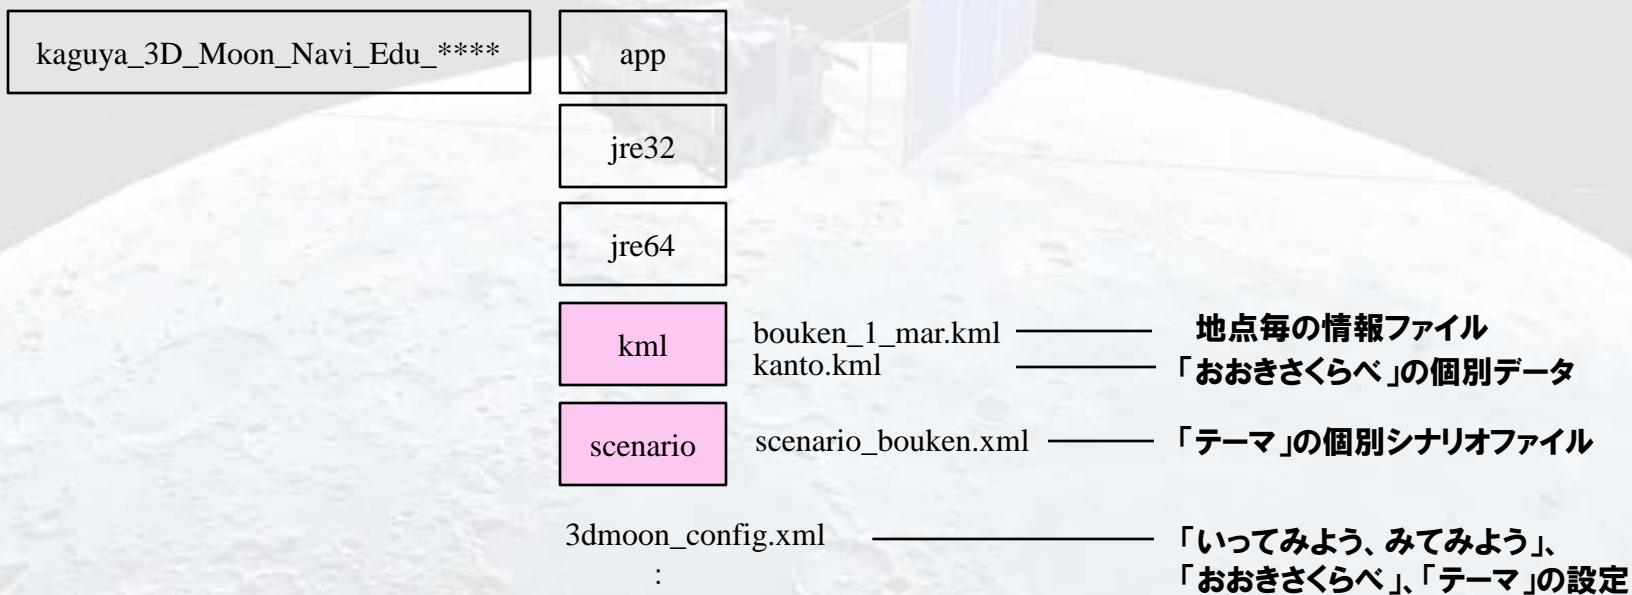 kaguya_3D_Moon_Navi_Edu_****
app
jre32
jre64
kml
bouken_1_mar.kml
地点毎の情報ファイル
kanto.kml
「おおきさくらべ」の個別データ
scenario
scenario_bouken.xml
「テーマ」の個別シナリオファイル
3dmoon_config.xml
「いってみよう、みてみよう」、
「おおきさくらべ」、「テーマ」の設定
: